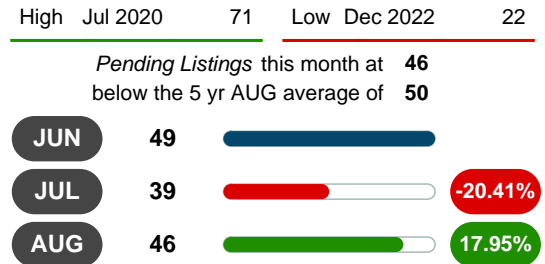 High Jul 2020 71 Low Dec 2022 22
Pending Listings this month at 46
below the 5 yr AUG average of 50
JUN 49
JUL 39 -20.41%
AUG 46 17.95%